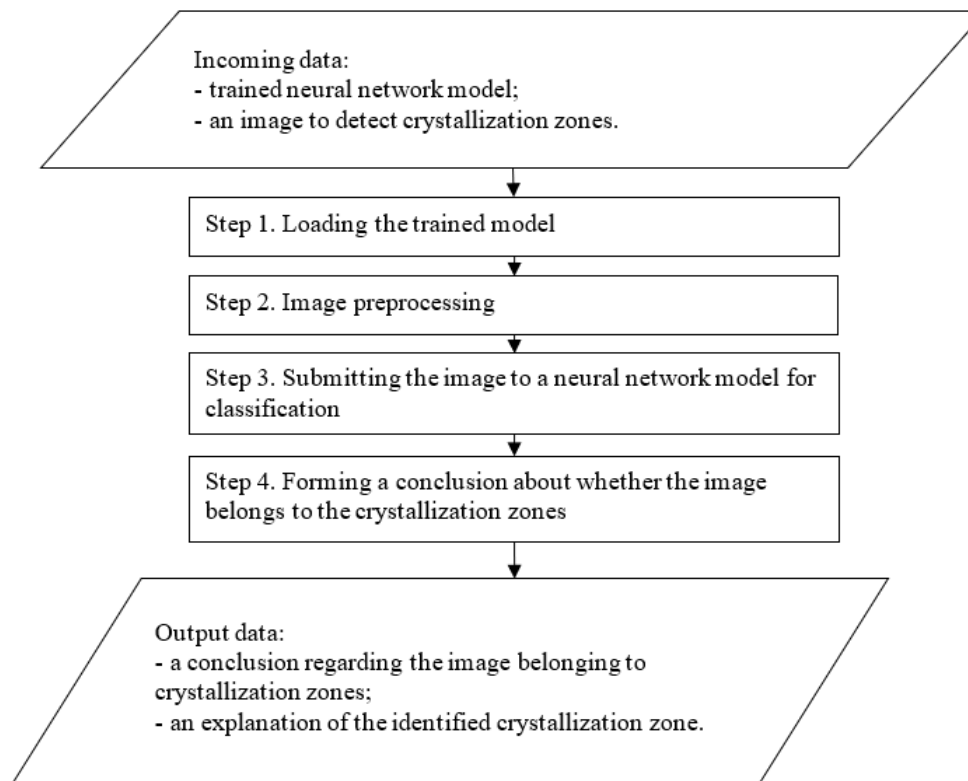 Incoming data:
- trained neural network model;
- an image to detect crystallization zones.
Step 1. Loading the trained model
Step 2. Image preprocessing
Step 3. Submitting the image to a neural network model for
classification
Step 4. Forming a conclusion about whether the image
belongs to the crystallization zones
Output data:
- a conclusion regarding the image belonging to
crystallization zones;
- an explanation of the identified crystallization zone.